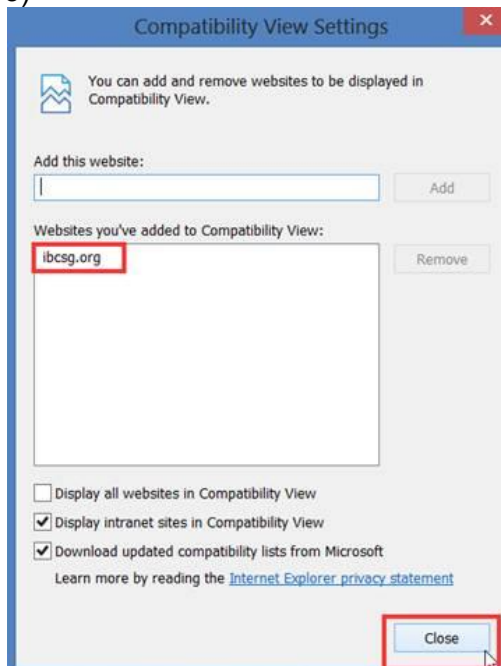 Compatibility View Settings
You can add and remove websites to be displayed in
Compatibility View.
Add this website:
Add
Websites you've added to Compatibility View:
ibcsg.org
Remove
Display all websites in Compatibility View
Display intranet sites in Compatibility View
Download updated compatibility lists from Microsoft
Learn more by reading the Internet Explorer privacy statement
Close